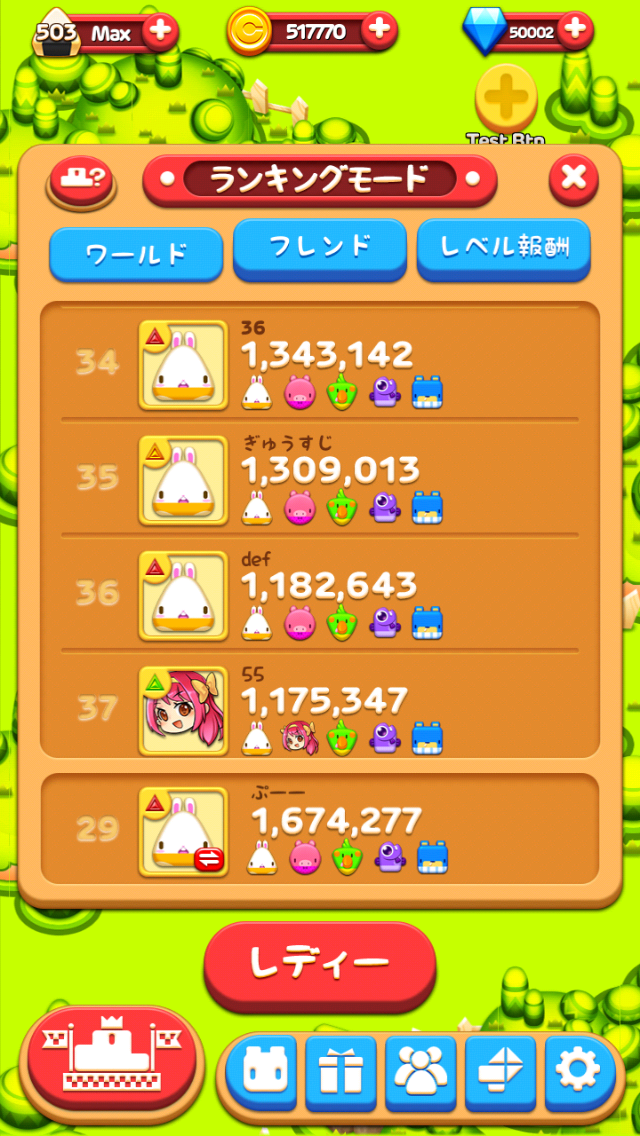 503 Max
517770
50002
Test Btn
?
ランキングモード
ワールド
フレンド
レベル報酬
34
36
1,343,142
35
ぎゅうすじ
1,309,013
36
def
1,182,643
37
55
1,175,347
29
ぷーー
1,674,277
レディー